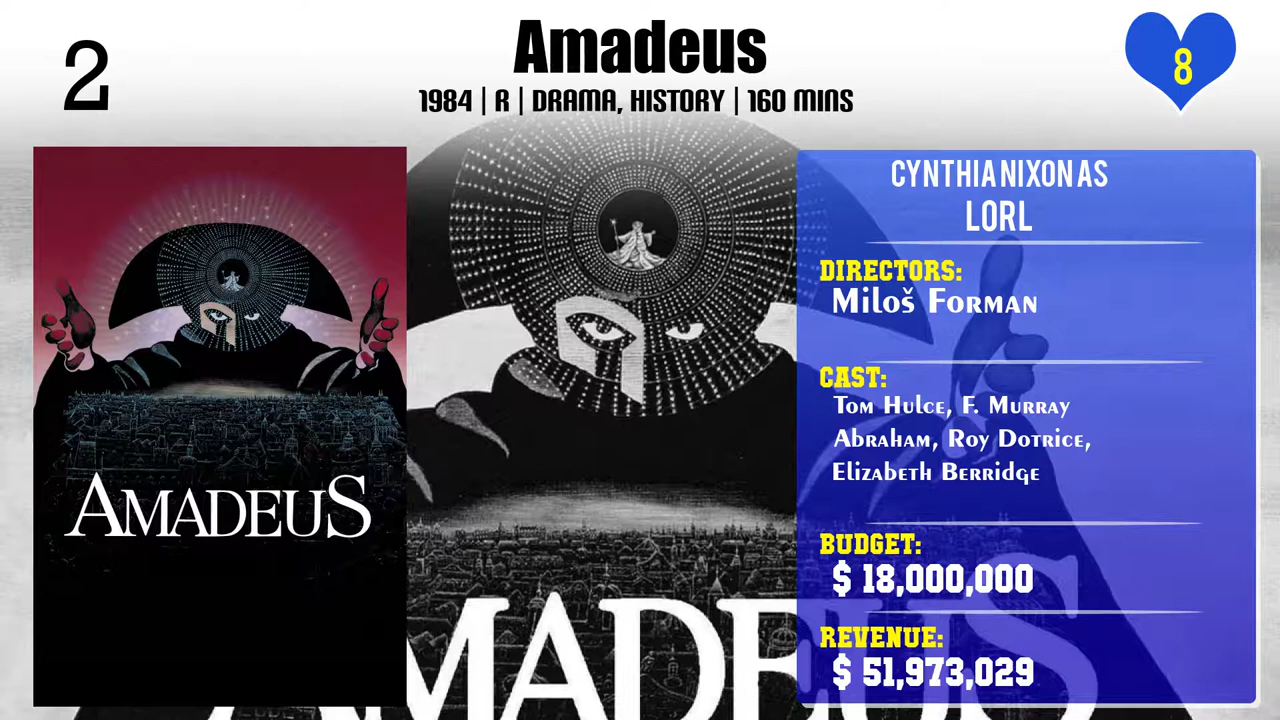 2
Amadeus
1984 | R | DRAMA, HISTORY | 160 MINS
8
AMADEUS
CYNTHIA NIXON AS
LORL
DIRECTORS:
Miloš Forman
CAST:
Tom Hulce, F. Murray
Abraham, Roy Dotrice,
Elizabeth Berridge
BUDGET:
$ 18,000,000
REVENUE:
$ 51,973,029
AMADEUS